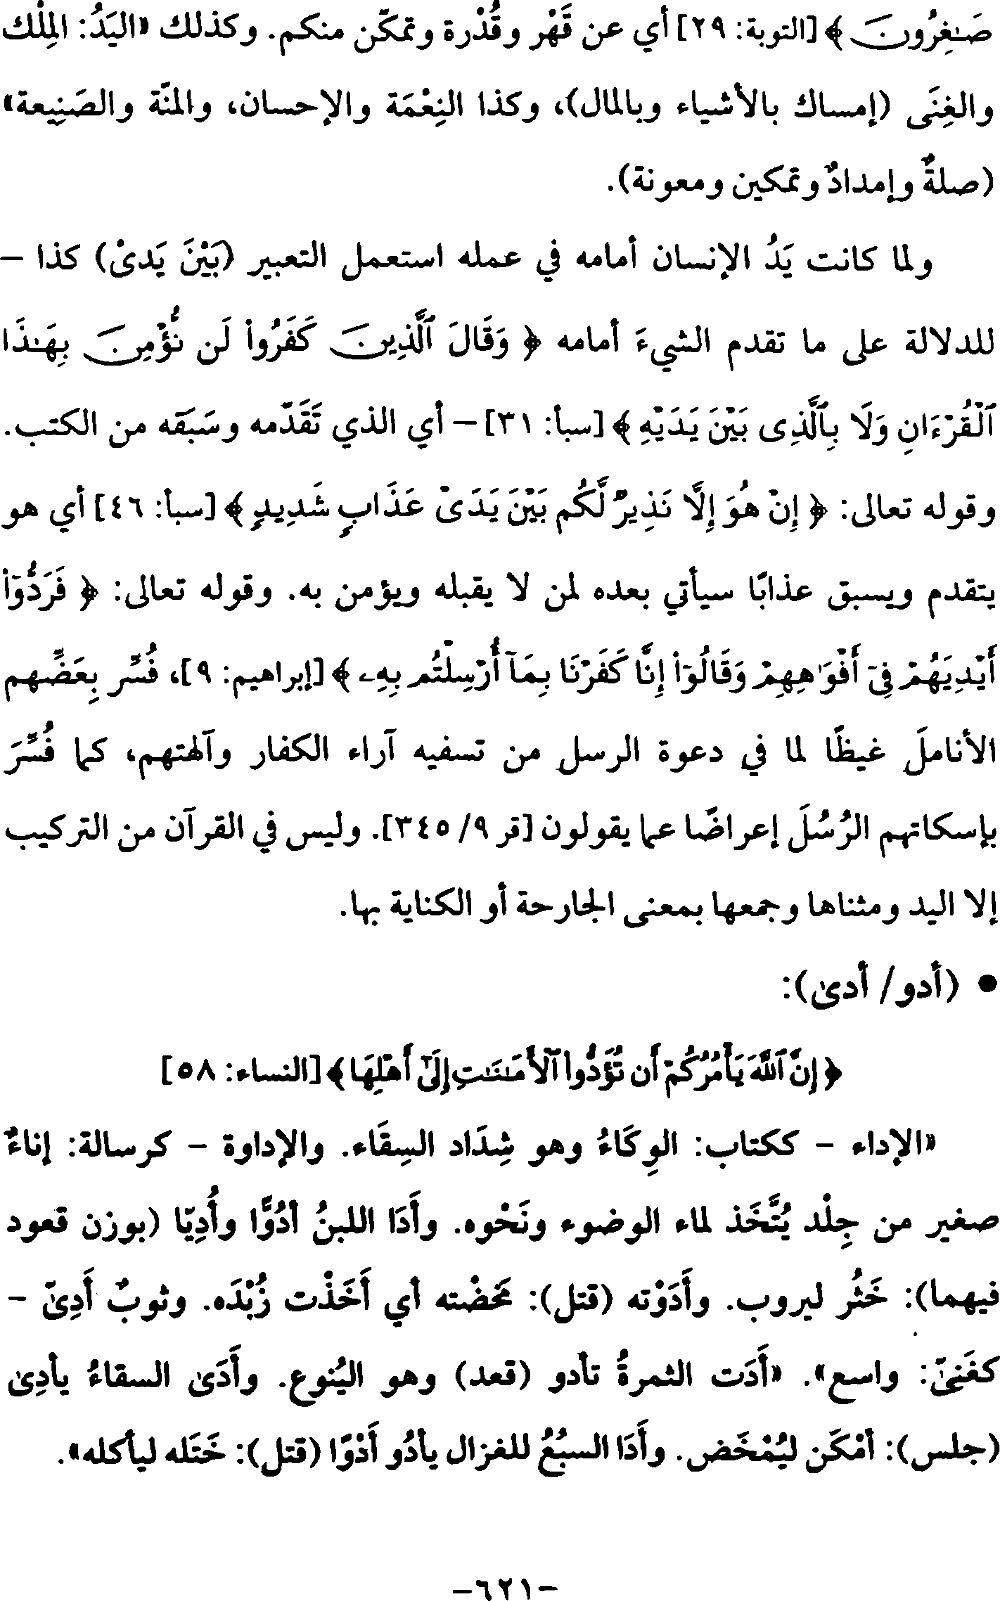 صَـٰغِرُونَ ﴾ [التوبة: ٢٩] أي عن قَهْر وقُدْرة وتمكّن منكم. وكذلك «اليَدُ: المِلْك
والغِنَى (إمساك بالأشياء وبالمال)، وكذا النِعْمَة والإحسان، والمنّة والصَنِيعة»
(صلةٌ وإمدادٌ وتمكين ومعونة).
ولما كانت يَدُ الإنسان أمامه في عمله استعمل التعبير (بَيْنَ يَدىْ) كذا –
للدلالة على ما تقدم الشيءَ أمامه ﴿ وَقَالَ ٱلَّذِينَ كَفَرُوا۟ لَن نُّؤْمِنَ بِهَـٰذَا
ٱلْقُرْءَانِ وَلَا بِٱلَّذِى بَيْنَ يَدَيْهِ ﴾ [سبأ: ٣١] – أي الذي تَقَدّمه وسَبَقه من الكتب.
وقوله تعالى: ﴿ إِنْ هُوَ إِلَّا نَذِيرٌ لَّكُم بَيْنَ يَدَىْ عَذَابٍ شَدِيدٍ ﴾ [سبأ: ٤٦] أي هو
يتقدم ويسبق عذابًا سيأتي بعده لمن لا يقبله ويؤمن به. وقوله تعالى: ﴿ فَرَدُّوٓا۟
أَيْدِيَهُمْ فِىٓ أَفْوَٰهِهِمْ وَقَالُوٓا۟ إِنَّا كَفَرْنَا بِمَآ أُرْسِلْتُم بِهِۦ ﴾ [إبراهيم: ٩]، فُسِّر بِعَضِّهم
الأناملَ غيظًا لما في دعوة الرسل من تسفيه آراء الكفار وآلهتهم، كما فُسِّرَ
بإسكاتهم الرُسُلَ إعراضًا عما يقولون [قر ٩/ ٣٤٥]. وليس في القرآن من التركيب
إلا اليد ومثناها وجمعها بمعنى الجارحة أو الكناية بها.
• (أدو/ أدى):
﴿ إِنَّ ٱللَّهَ يَأْمُرُكُمْ أَن تُؤَدُّوا۟ ٱلْأَمَـٰنَـٰتِ إِلَىٰٓ أَهْلِهَا ﴾ [النساء: ٥٨]
«الإداء – ككتاب: الوِكَاءُ وهو شِدَاد السِقَاء. والإداوة – كرسالة: إناءٌ
صغير من جِلْد يُتَّخَذ لماء الوضوء ونَحْوه. وأَدَا اللبنُ أدُوًّا وأُدِيّا (بوزن قعود
فيهما): خَثُر ليروب. وأَدَوْته (قتل): مَخَضْته أي أَخَذْت زُبْدَه. وثوبٌ أَدِىّ –
كغَنِىّ: واسع». «أَدَت الثمرةُ تأدو (قعد) وهو اليُنوع. وأَدَى السقاءُ يأدِى
(جلس): أمْكَن ليُمْخَض. وأَدَا السبُعُ للغزال يأدُو أَدْوًا (قتل): خَتَله ليأكله».
–٦٢١–